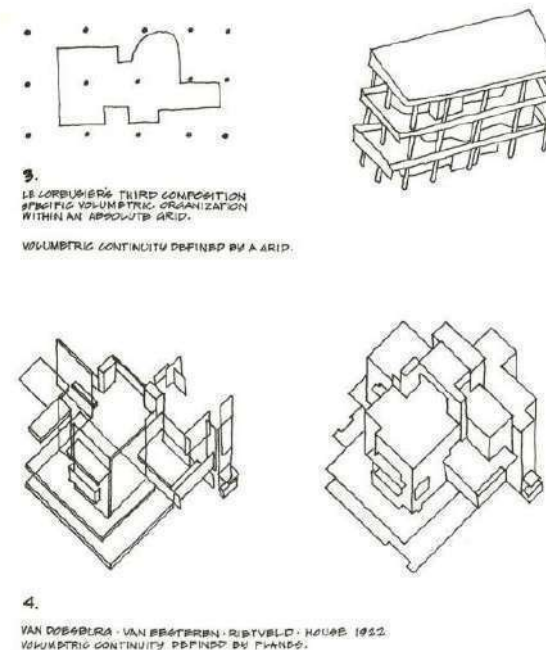 3.
LE CORBUSIER'S THIRD COMPOSITION
SPECIFIC VOLUMETRIC ORGANIZATION
WITHIN AN ABSOLUTE GRID.
VOLUMETRIC CONTINUITY DEFINED BY A GRID.
4.
VAN DOESBURG · VAN EESTEREN · RIETVELD · HOUSE 1922
VOLUMETRIC CONTINUITY DEFINED BY PLANES.